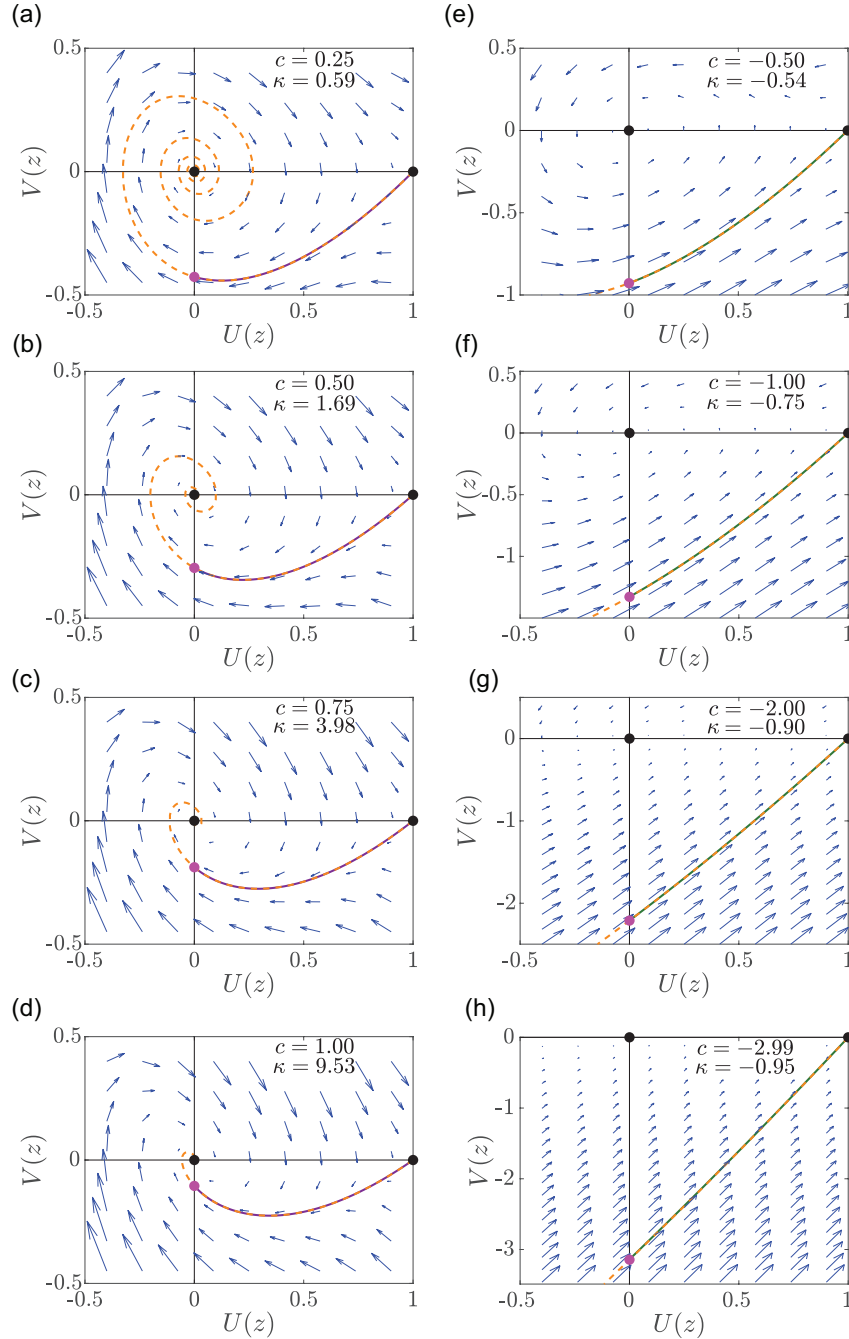 (a)
c = 0.25
κ = 0.59
0.5
0
-0.5
V(z)
-0.5
0
0.5
1
U(z)
(b)
c = 0.50
κ = 1.69
0.5
0
-0.5
V(z)
-0.5
0
0.5
1
U(z)
(c)
c = 0.75
κ = 3.98
0.5
0
-0.5
V(z)
-0.5
0
0.5
1
U(z)
(d)
c = 1.00
κ = 9.53
0.5
0
-0.5
V(z)
-0.5
0
0.5
1
U(z)
(e)
c = −0.50
κ = −0.54
0.5
0
-0.5
-1
V(z)
-0.5
0
0.5
1
U(z)
(f)
c = −1.00
κ = −0.75
0.5
0
-0.5
-1
V(z)
-0.5
0
0.5
1
U(z)
(g)
c = −2.00
κ = −0.90
0
-1
-2
V(z)
-0.5
0
0.5
1
U(z)
(h)
c = −2.99
κ = −0.95
0
-1
-2
-3
V(z)
-0.5
0
0.5
1
U(z)